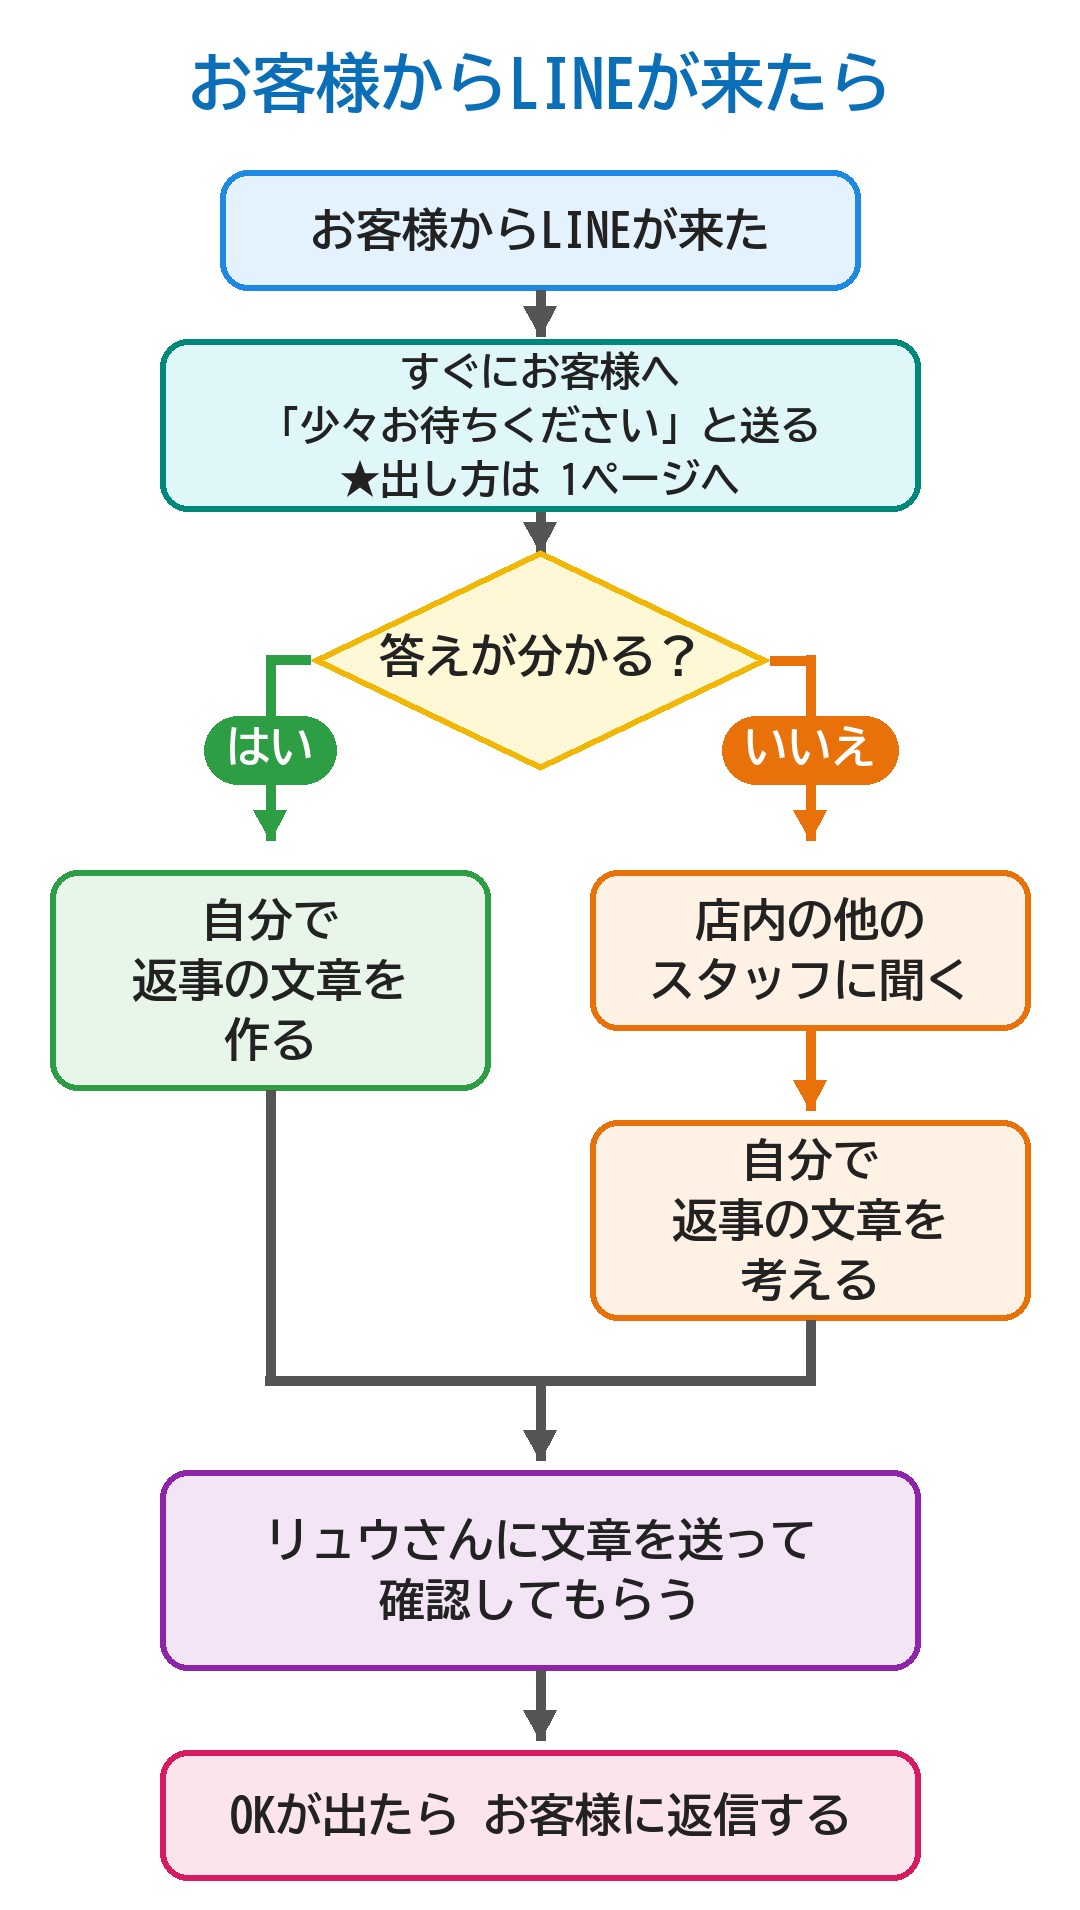 お客様からLINEが来たら
お客様からLINEが来た
すぐにお客様へ
「少々お待ちください」と送る
★出し方は 1ページへ
答えが分かる？
はい
いいえ
自分で
返事の文章を
作る
店内の他の
スタッフに聞く
自分で
返事の文章を
考える
リュウさんに文章を送って
確認してもらう
OKが出たら お客様に返信する